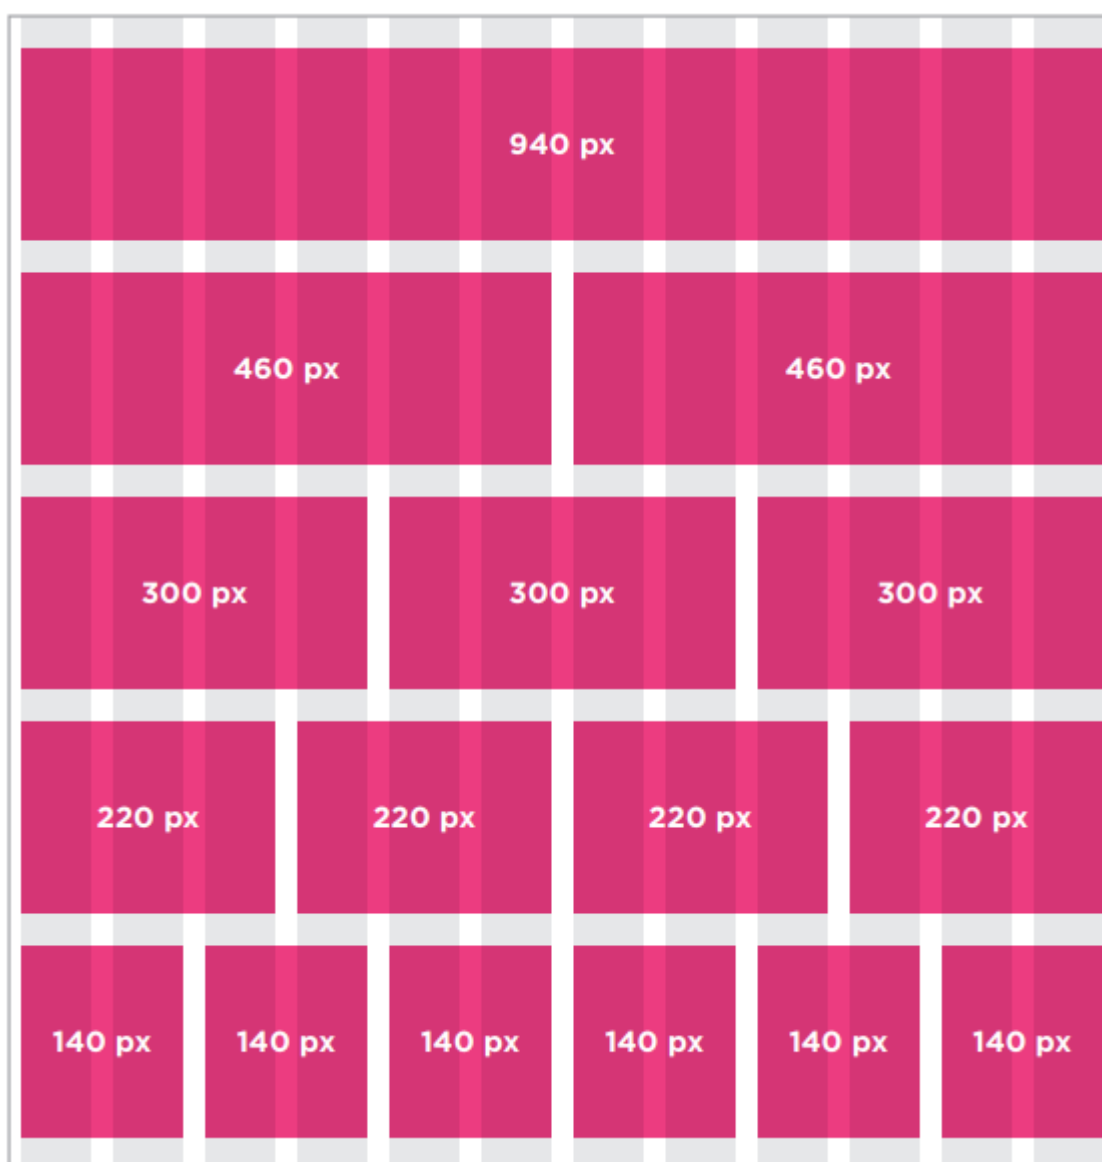 940 px
460 px 460 px
300 px 300 px 300 px
220 px 220 px 220 px 220 px
140 px 140 px 140 px 140 px 140 px 140 px